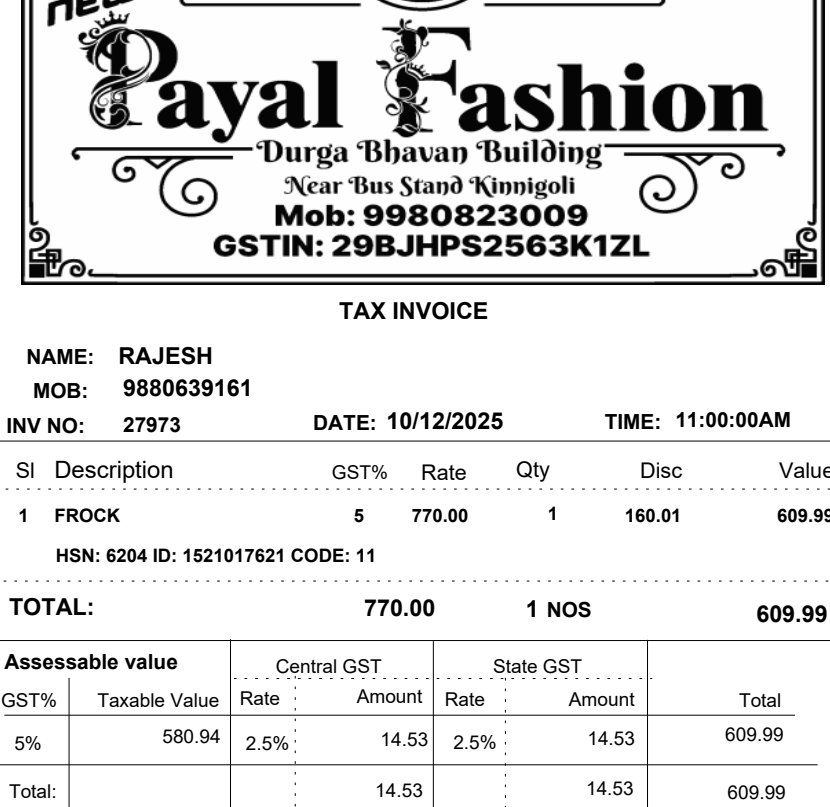 new
Payal Fashion
Durga Bhavan Building
Near Bus Stand Kinnigoli
Mob: 9980823009
GSTIN: 29BJHPS2563K1ZL
TAX INVOICE
NAME: RAJESH
MOB: 9880639161
INV NO: 27973 DATE: 10/12/2025 TIME: 11:00:00AM
Sl Description GST% Rate Qty Disc Value
1 FROCK 5 770.00 1 160.01 609.99
HSN: 6204 ID: 1521017621 CODE: 11
TOTAL: 770.00 1 NOS 609.99
Assessable value Central GST State GST
GST% Taxable Value Rate Amount Rate Amount Total
5% 580.94 2.5% 14.53 2.5% 14.53 609.99
Total: 14.53 14.53 609.99